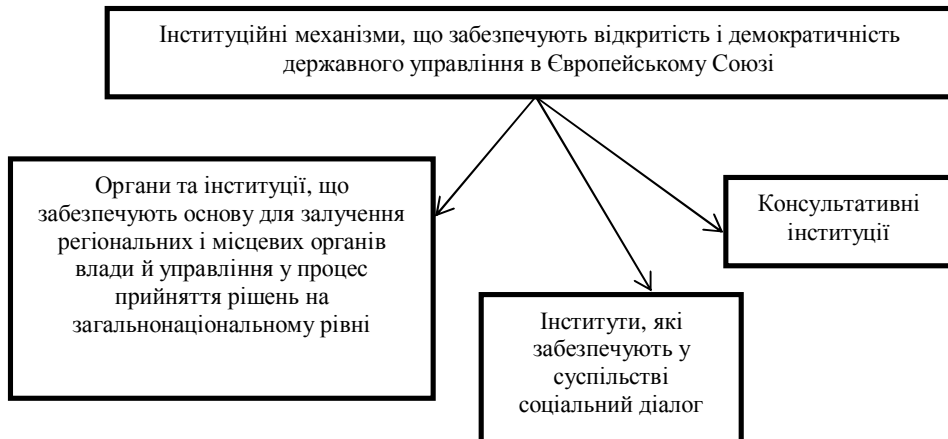 Інституційні механізми, що забезпечують відкритість і демократичність
державного управління в Європейському Союзі
Органи та інституції, що
забезпечують основу для залучення
регіональних і місцевих органів
влади й управління у процес
прийняття рішень на
загальнонаціональному рівні
Інститути, які
забезпечують у
суспільстві
соціальний діалог
Консультативні
інституції